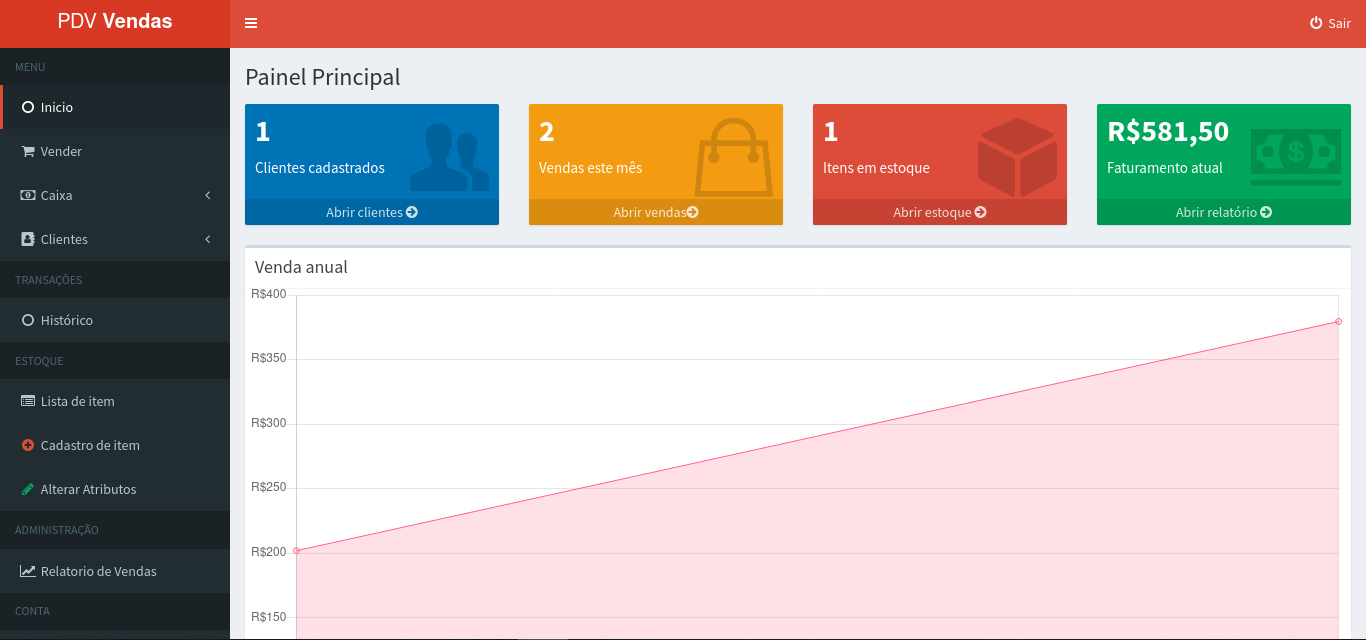 PDV Vendas
Sair
MENU
Inicio
Vender
Caixa
Clientes
TRANSAÇÕES
Histórico
ESTOQUE
Lista de item
Cadastro de item
Alterar Atributos
ADMINISTRAÇÃO
Relatorio de Vendas
CONTA
Painel Principal
1
Clientes cadastrados
Abrir clientes
2
Vendas este mês
Abrir vendas
1
Itens em estoque
Abrir estoque
R$581,50
Faturamento atual
Abrir relatório
Venda anual
R$400
R$350
R$300
R$250
R$200
R$150